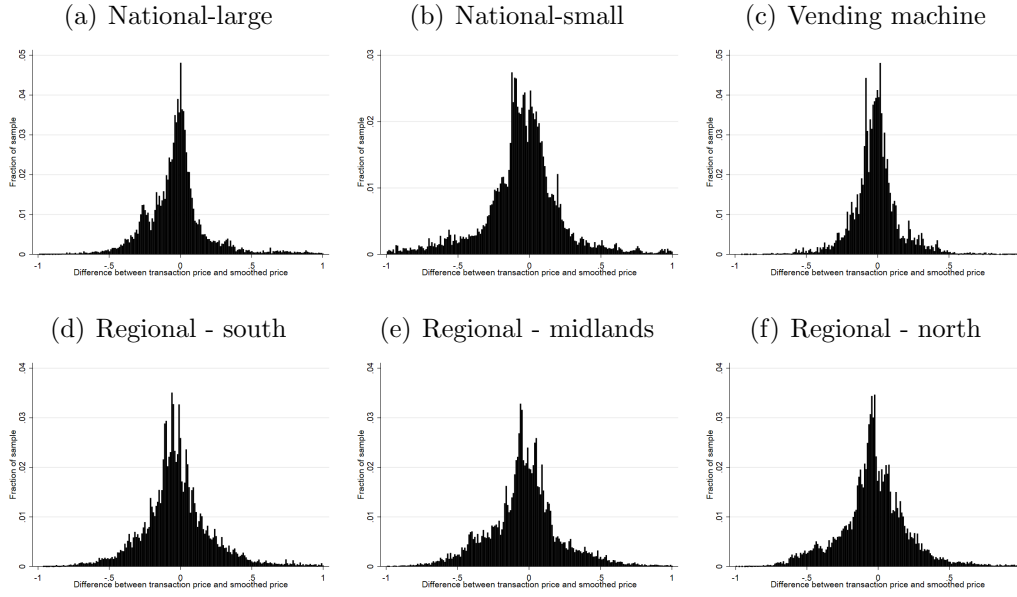 (a) National-large
(b) National-small
(c) Vending machine
Fraction of sample
0 .01 .02 .03 .04 .05
-1 -.5 0 .5 1
Difference between transaction price and smoothed price
Fraction of sample
0 .01 .02 .03
-1 -.5 0 .5 1
Difference between transaction price and smoothed price
Fraction of sample
0 .01 .02 .03 .04 .05
-1 -.5 0 .5
Difference between transaction price and smoothed price
(d) Regional - south
(e) Regional - midlands
(f) Regional - north
Fraction of sample
0 .01 .02 .03 .04
-1 -.5 0 .5 1
Difference between transaction price and smoothed price
Fraction of sample
0 .01 .02 .03 .04
-1 -.5 0 .5 1
Difference between transaction price and smoothed price
Fraction of sample
0 .01 .02 .03 .04
-1 -.5 0 .5
Difference between transaction price and smoothed price